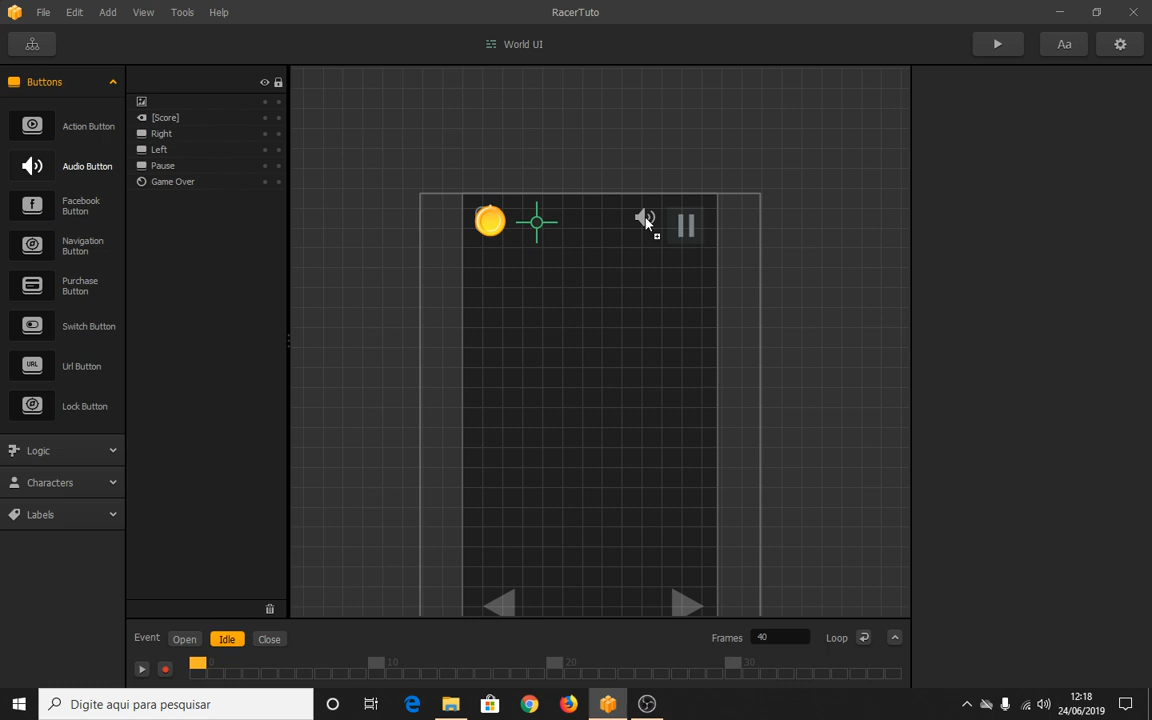 File Edit Add View Tools Help
RacerTuto
World UI
Aa
Buttons
Action Button
Audio Button
Facebook
Button
Navigation
Button
Purchase
Button
Switch Button
URL
Url Button
Lock Button
Logic
Characters
Labels
[Score]
Right
Left
Pause
Game Over
Event Open Idle Close
Frames 40 Loop
0 10 20 30
Digite aqui para pesquisar
12:18
24/06/2019